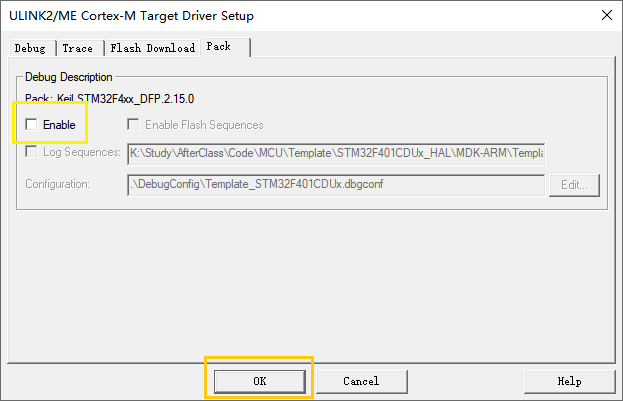 ULINK2/ME Cortex-M Target Driver Setup
Debug Trace Flash Download Pack
Debug Description
Pack: Keil.STM32F4xx_DFP.2.15.0
Enable Enable Flash Sequences
Log Sequences: K:\Study\AfterClass\Code\MCU\Template\STM32F401CDUx_HAL\MDK-ARM\Templa
Configuration: .\DebugConfig\Template_STM32F401CDUx.dbgconf Edit...
OK Cancel Help